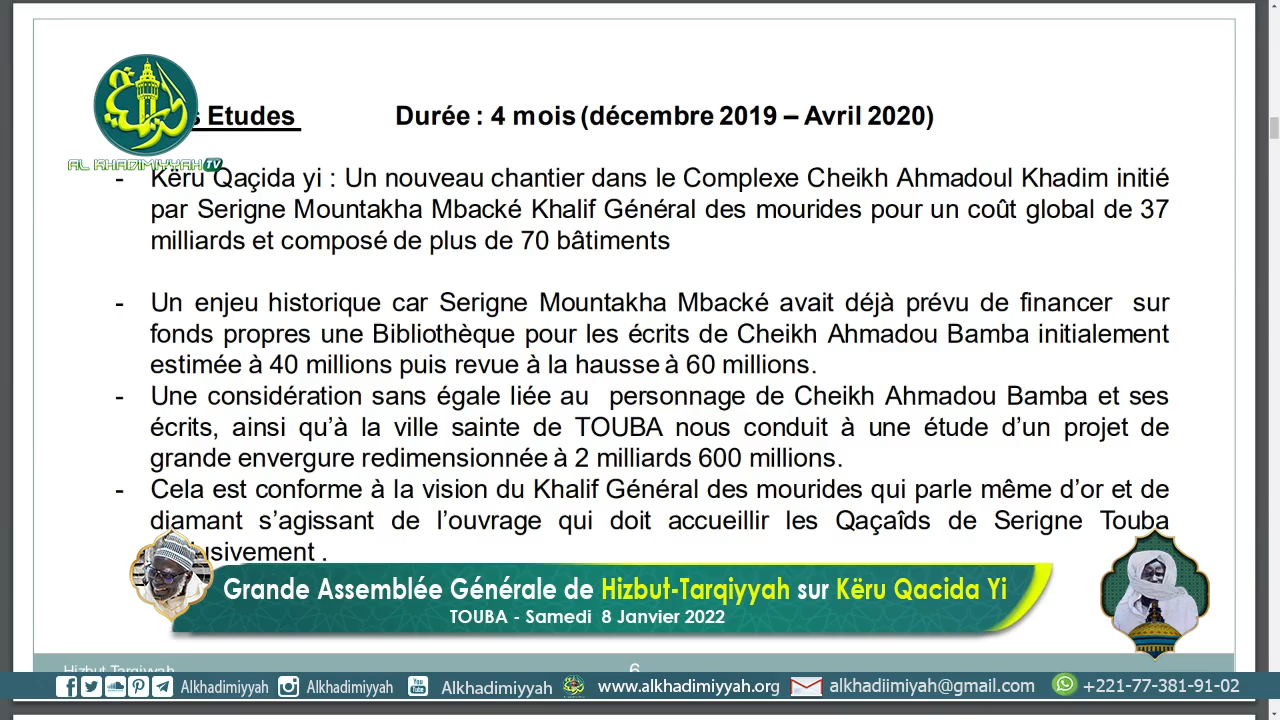 s Etudes Durée : 4 mois (décembre 2019 – Avril 2020)
AL KHADIMIYYAH TV
- Këru Qaçida yi : Un nouveau chantier dans le Complexe Cheikh Ahmadoul Khadim initié
par Serigne Mountakha Mbacké Khalif Général des mourides pour un coût global de 37
milliards et composé de plus de 70 bâtiments
- Un enjeu historique car Serigne Mountakha Mbacké avait déjà prévu de financer sur
fonds propres une Bibliothèque pour les écrits de Cheikh Ahmadou Bamba initialement
estimée à 40 millions puis revue à la hausse à 60 millions.
- Une considération sans égale liée au personnage de Cheikh Ahmadou Bamba et ses
écrits, ainsi qu’à la ville sainte de TOUBA nous conduit à une étude d’un projet de
grande envergure redimensionnée à 2 milliards 600 millions.
- Cela est conforme à la vision du Khalif Général des mourides qui parle même d’or et de
diamant s’agissant de l’ouvrage qui doit accueillir les Qaçaîds de Serigne Touba
usivement .
Grande Assemblée Générale de Hizbut-Tarqiyyah sur Këru Qacida Yi
TOUBA - Samedi 8 Janvier 2022
Hizbut Tarqiyyah 6
Alkhadimiyyah Alkhadimiyyah You Tube Alkhadimiyyah www.alkhadimiyyah.org alkhadiimiyah@gmail.com +221-77-381-91-02